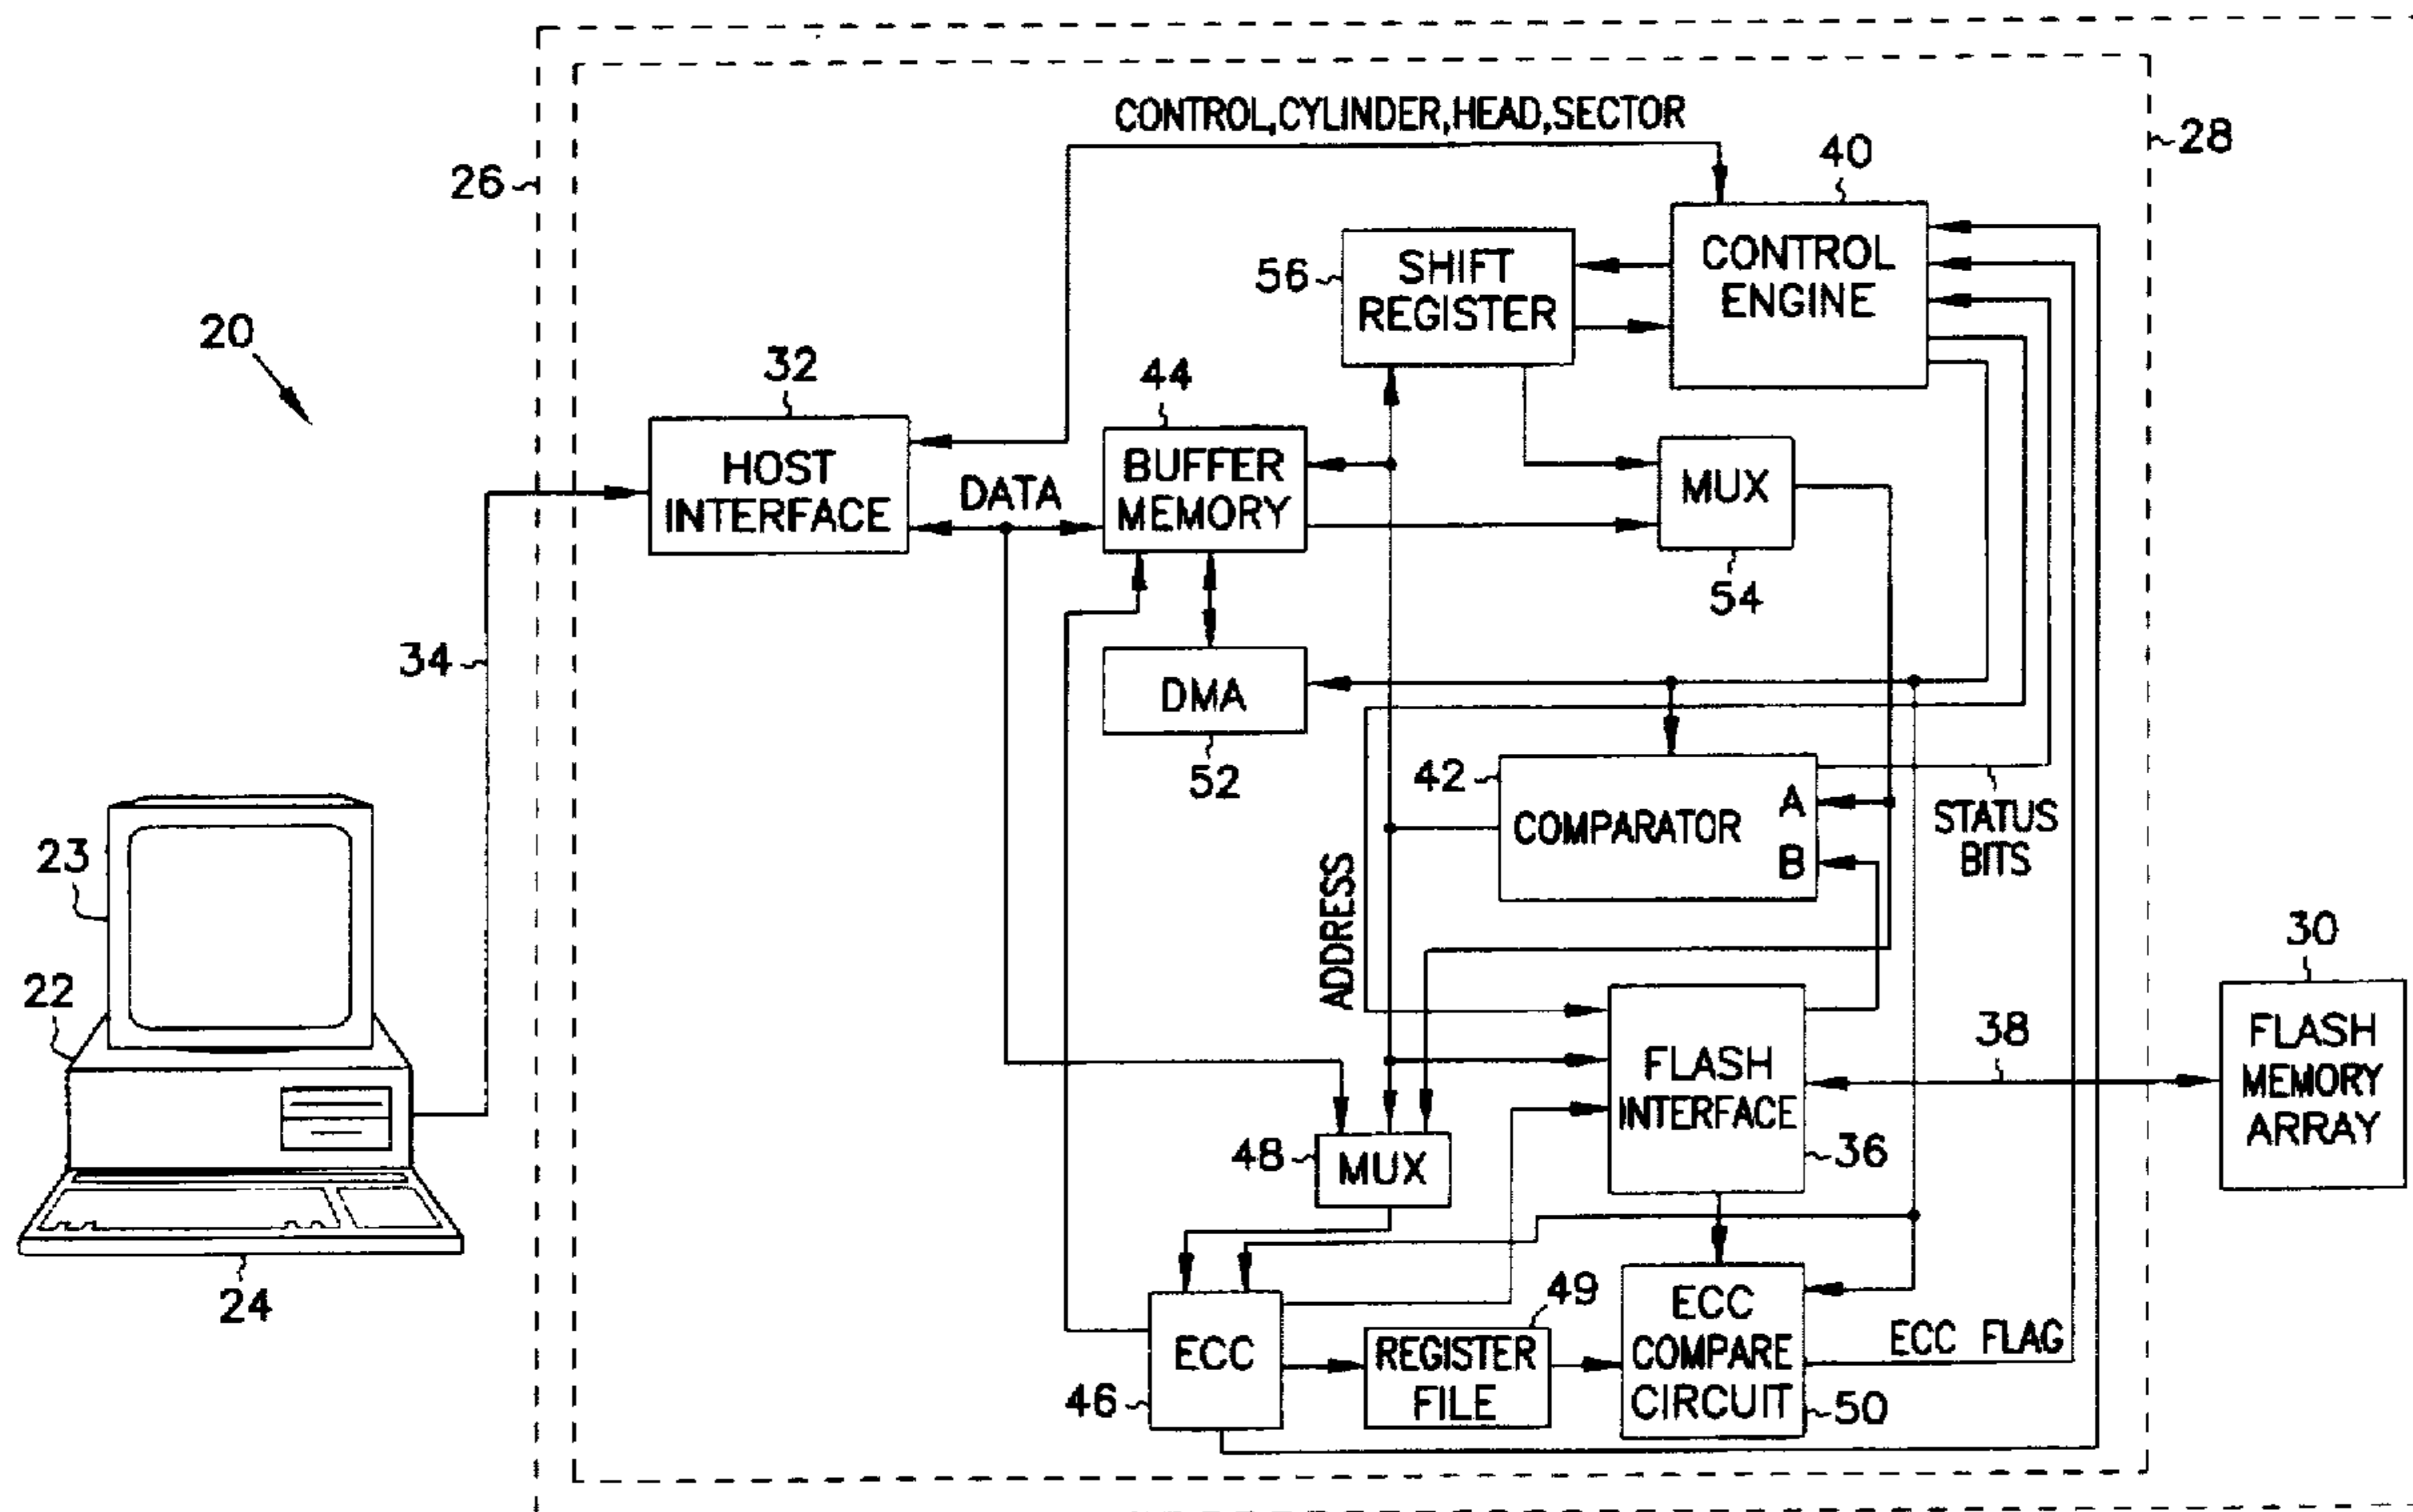 CONTROL,CYLINDER,HEAD,SECTOR
28
26
40
CONTROL
ENGINE
56
SHIFT
REGISTER
20
32
HOST
INTERFACE
44
BUFFER
MEMORY
DATA
MUX
54
34
DMA
52
42
COMPARATOR
A
B
STATUS
BITS
ADDRESS
23
22
24
30
FLASH
MEMORY
ARRAY
38
FLASH
INTERFACE
36
48
MUX
49
ECC
46
REGISTER
FILE
ECC
COMPARE
CIRCUIT
50
ECC FLAG